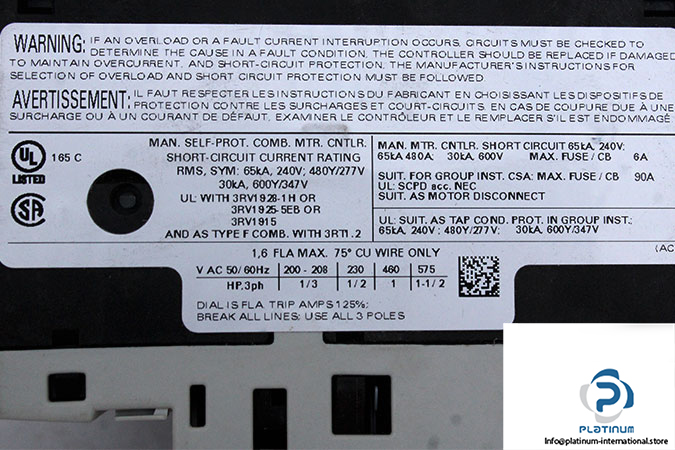 WARNING: IF AN OVERLOAD OR A FAULT CURRENT INTERRUPTION OCCURS, CIRCUITS MUST BE CHECKED TO
DETERMINE THE CAUSE IN A FAULT CONDITION. THE CONTROLLER SHOULD BE REPLACED IF DAMAGED
TO MAINTAIN OVERCURRENT, AND SHORT-CIRCUIT PROTECTION. THE MANUFACTURER'S INSTRUCTIONS FOR
SELECTION OF OVERLOAD AND SHORT CIRCUIT PROTECTION MUST BE FOLLOWED
AVERTISSEMENT: IL FAUT RESPECTER LES INSTRUCTIONS DU FABRICANT EN CHOISISSANT LES DISPOSITIFS DE
PROTECTION CONTRE LES SURCHARGES ET COURT-CIRCUITS. EN CAS DE COUPURE DUE À UNE
SURCHARGE OU À UN COURANT DE DÉFAUT, EXAMINER LE CONTRÔLEUR ET LE REMPLACER S'IL EST ENDOMMAGÉ
UL
LISTED
165 C
SA
MAN. SELF-PROT. COMB. MTR. CNTLR.
SHORT-CIRCUIT CURRENT RATING
RMS, SYM: 65kA, 240V; 480Y/277V
30kA, 600Y/347V
UL: WITH 3RV1928-1H OR
3RV1925-5EB OR
3RV1915
AND AS TYPE F COMB. WITH 3RT1.2
MAN. MTR. CNTLR. SHORT CIRCUIT 65kA, 240V;
65kA 480A; 30kA, 600V MAX. FUSE / CB 6A
SUIT. FOR GROUP INST. CSA: MAX. FUSE / CB 90A
UL: SCPD acc. NEC
SUIT. AS MOTOR DISCONNECT
UL: SUIT. AS TAP COND. PROT. IN GROUP INST.;
65kA, 240V ; 480Y/277V; 30kA, 600Y/347V
(AC
1,6 FLA MAX. 75° CU WIRE ONLY
V AC 50/60Hz 200 - 208 230 460 575
HP.3ph 1/3 1/2 1 1-1/2
DIAL IS FLA TRIP AMPS 125%;
BREAK ALL LINES; USE ALL 3 POLES
PLATINUM
Info@platinum-international.store